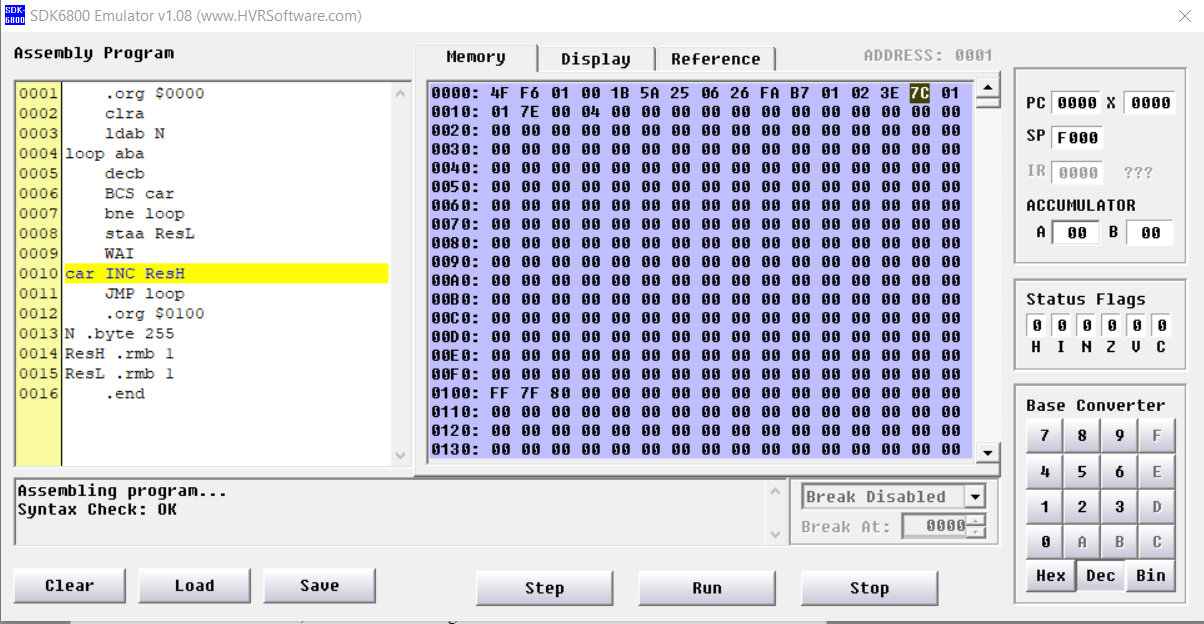 SDK-6800 SDK6800 Emulator v1.08 (www.HVRSoftware.com)
Assembly Program
0001     .org $0000
0002     clra
0003     ldab N
0004 loop aba
0005     decb
0006     BCS car
0007     bne loop
0008     staa ResL
0009     WAI
0010 car INC ResH
0011     JMP loop
0012     .org $0100
0013 N .byte 255
0014 ResH .rmb 1
0015 ResL .rmb 1
0016     .end
Memory Display Reference ADDRESS: 0001
0000: 4F F6 01 00 1B 5A 25 06 26 FA B7 01 02 3E 7C 01
0010: 01 7E 00 04 00 00 00 00 00 00 00 00 00 00 00 00
0020: 00 00 00 00 00 00 00 00 00 00 00 00 00 00 00 00
0030: 00 00 00 00 00 00 00 00 00 00 00 00 00 00 00 00
0040: 00 00 00 00 00 00 00 00 00 00 00 00 00 00 00 00
0050: 00 00 00 00 00 00 00 00 00 00 00 00 00 00 00 00
0060: 00 00 00 00 00 00 00 00 00 00 00 00 00 00 00 00
0070: 00 00 00 00 00 00 00 00 00 00 00 00 00 00 00 00
0080: 00 00 00 00 00 00 00 00 00 00 00 00 00 00 00 00
0090: 00 00 00 00 00 00 00 00 00 00 00 00 00 00 00 00
00A0: 00 00 00 00 00 00 00 00 00 00 00 00 00 00 00 00
00B0: 00 00 00 00 00 00 00 00 00 00 00 00 00 00 00 00
00C0: 00 00 00 00 00 00 00 00 00 00 00 00 00 00 00 00
00D0: 00 00 00 00 00 00 00 00 00 00 00 00 00 00 00 00
00E0: 00 00 00 00 00 00 00 00 00 00 00 00 00 00 00 00
00F0: 00 00 00 00 00 00 00 00 00 00 00 00 00 00 00 00
0100: FF 7F 80 00 00 00 00 00 00 00 00 00 00 00 00 00
0110: 00 00 00 00 00 00 00 00 00 00 00 00 00 00 00 00
0120: 00 00 00 00 00 00 00 00 00 00 00 00 00 00 00 00
0130: 00 00 00 00 00 00 00 00 00 00 00 00 00 00 00 00
PC 0000 X 0000
SP F000
IR 0000 ???
ACCUMULATOR
A 00 B 00
Status Flags
0 0 0 0 0 0
H I N Z V C
Base Converter
7 8 9 F
4 5 6 E
1 2 3 D
0 A B C
Hex Dec Bin
Assembling program...
Syntax Check: OK
Break Disabled
Break At: 0000
Clear Load Save Step Run Stop